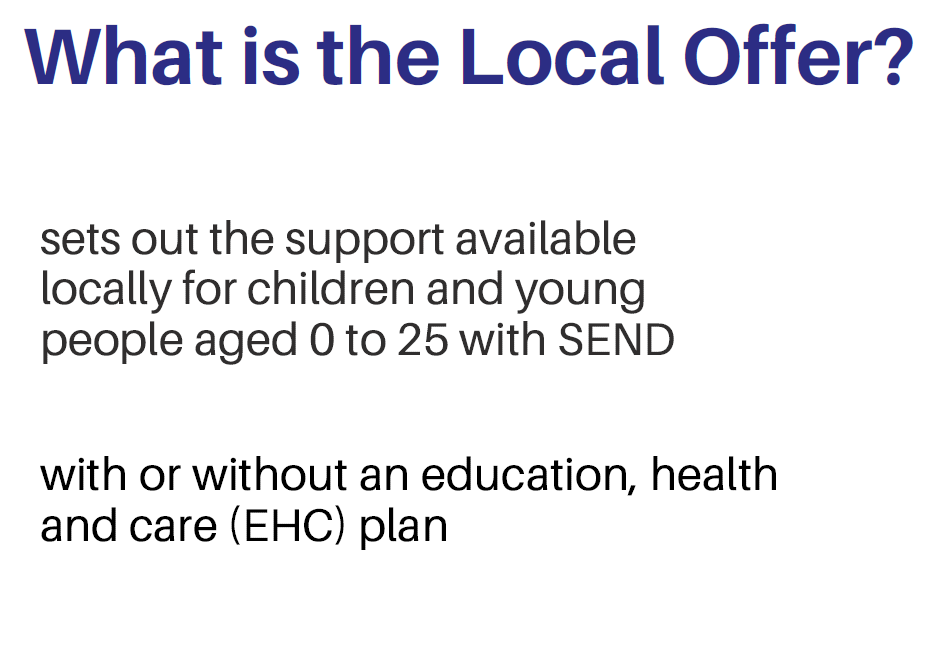 What is the Local Offer?
sets out the support available
locally for children and young
people aged 0 to 25 with SEND
with or without an education, health
and care (EHC) plan